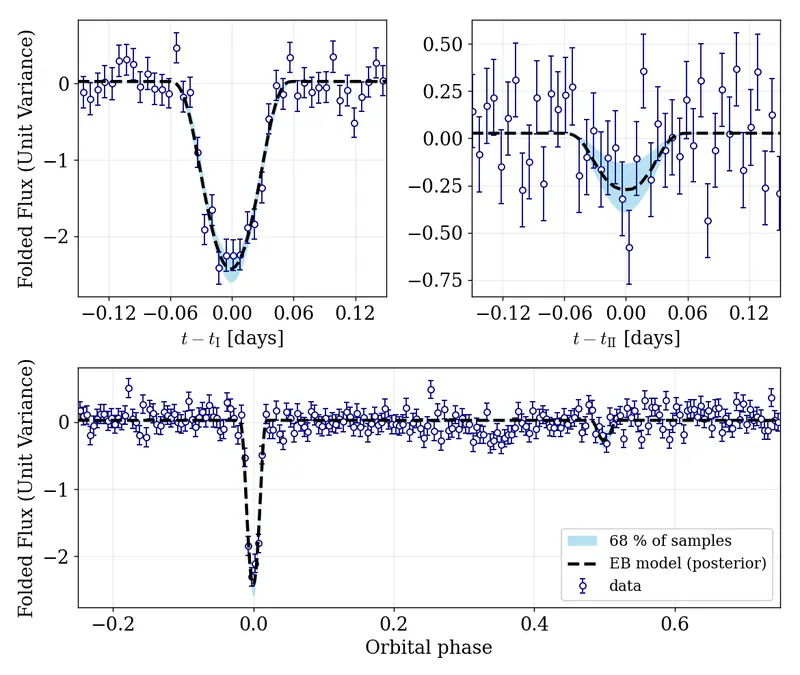 Folded Flux (Unit Variance)
0
−1
−2
−0.12 −0.06 0.00 0.06 0.12
t − t_I [days]
0.50
0.25
0.00
−0.25
−0.50
−0.75
−0.12 −0.06 0.00 0.06 0.12
t − t_II [days]
Folded Flux (Unit Variance)
0
−1
−2
68 % of samples
EB model (posterior)
data
−0.2 0.0 0.2 0.4 0.6
Orbital phase